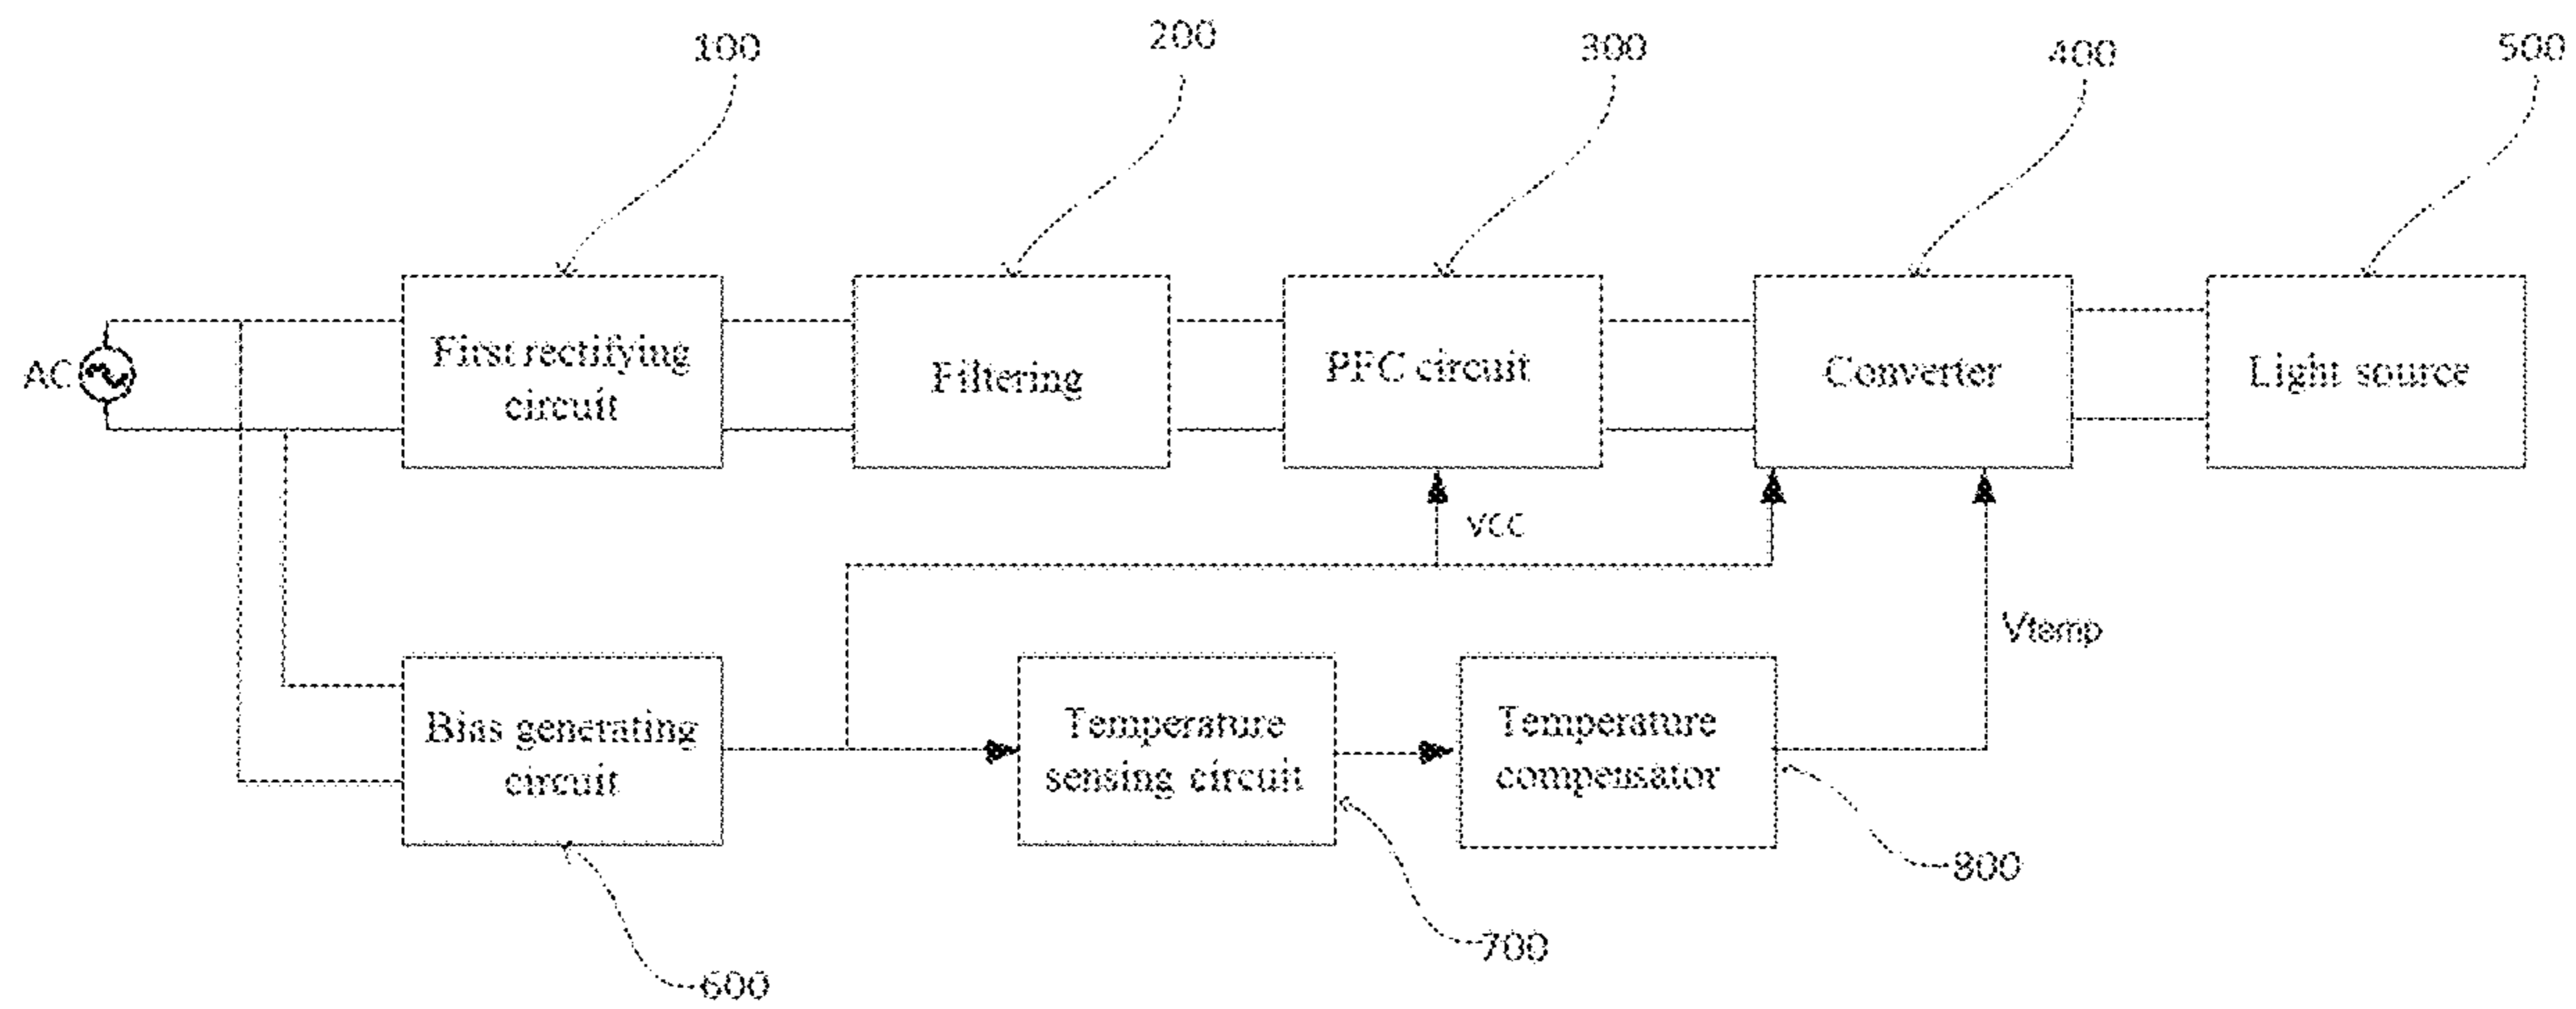 100
200
300
400
500
AC
First rectifying
circuit
Filtering
PFC circuit
Converter
Light source
VCC
Vtemp
Bias generating
circuit
Temperature
sensing circuit
Temperature
compensator
800
700
600